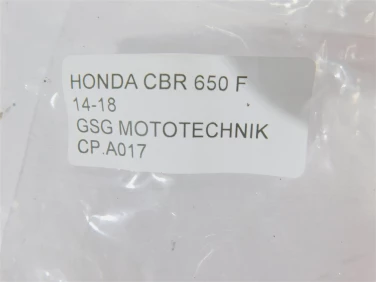 HONDA CBR 650 F
14-18
GSG MOTOTECHNIK
CP.A017